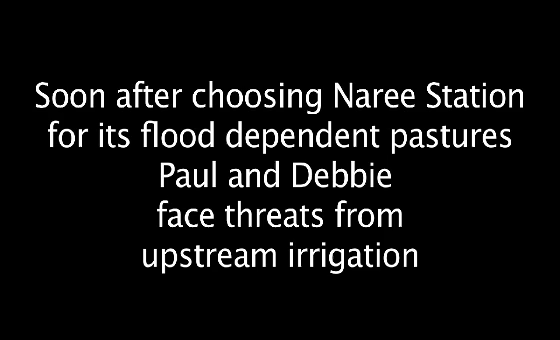 Soon after choosing Naree Station
for its flood dependent pastures
Paul and Debbie
face threats from
upstream irrigation